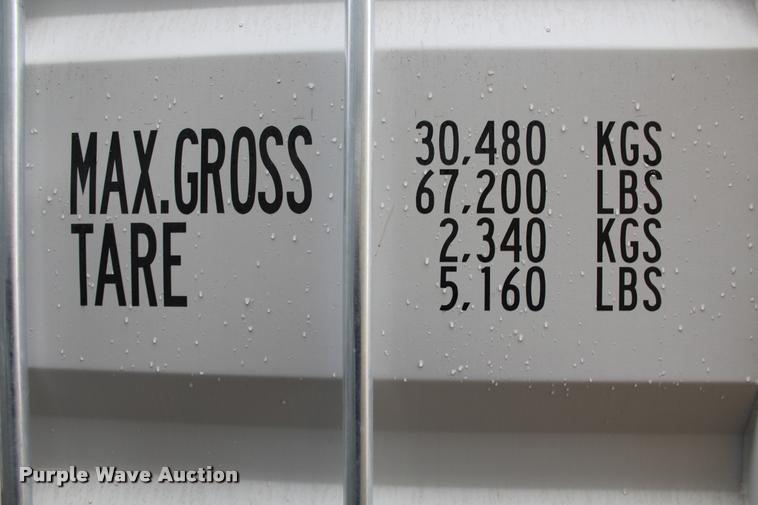 MAX.GROSS 30,480 KGS
67,200 LBS
TARE 2,340 KGS
5,160 LBS
Purple Wave Auction